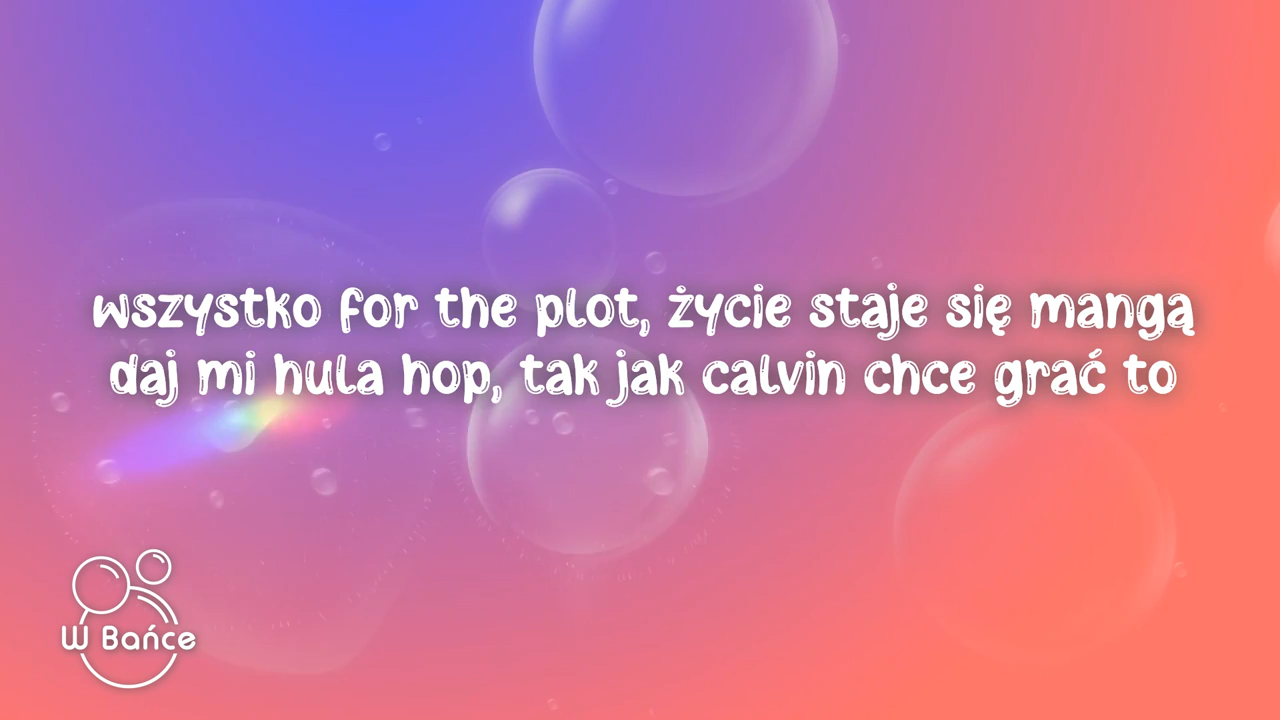 wszystko for the plot, życie staje się mangą
daj mi hula hop, tak jak calvin chce grać to
W Bańce